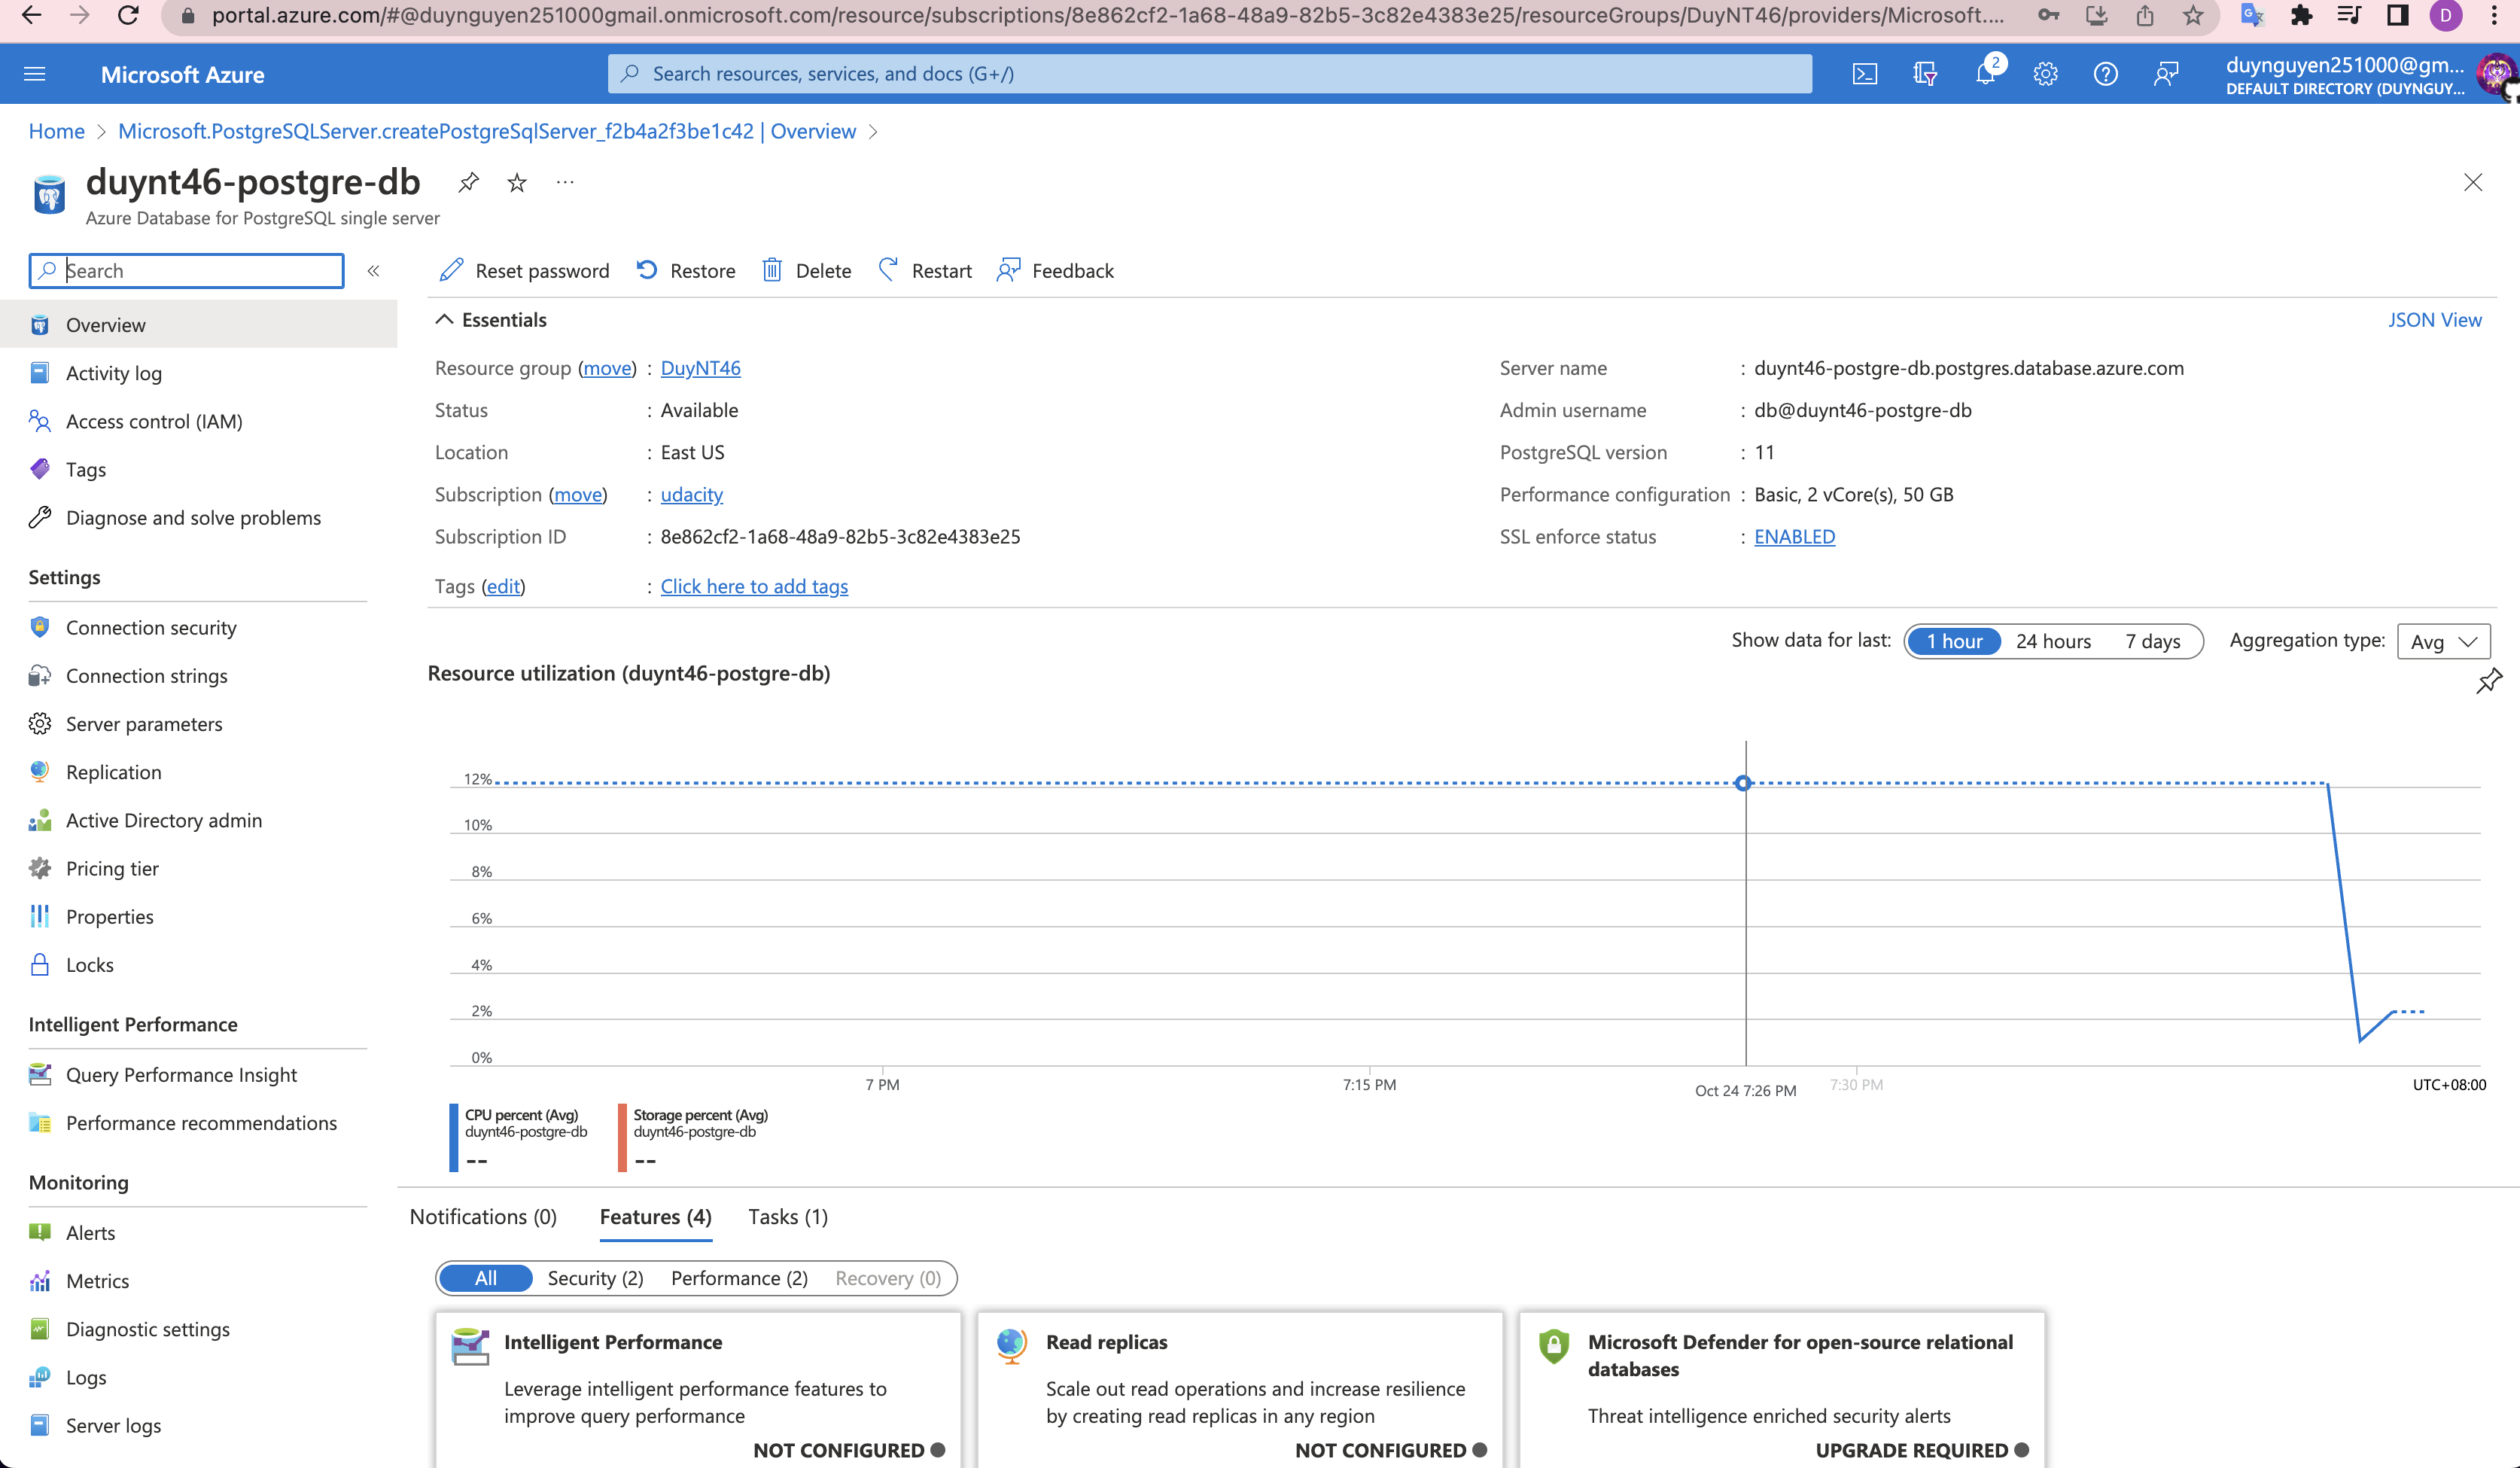 portal.azure.com/#@duynguyen251000gmail.onmicrosoft.com/resource/subscriptions/8e862cf2-1a68-48a9-82b5-3c82e4383e25/resourceGroups/DuyNT46/providers/Microsoft....
D
Microsoft Azure
Search resources, services, and docs (G+/)
2
duynguyen251000@gm...
DEFAULT DIRECTORY (DUYNGUY...
Home > Microsoft.PostgreSQLServer.createPostgreSqlServer_f2b4a2f3be1c42 | Overview >
duynt46-postgre-db
Azure Database for PostgreSQL single server
Search
«
Overview
Activity log
Access control (IAM)
Tags
Diagnose and solve problems
Settings
Connection security
Connection strings
Server parameters
Replication
Active Directory admin
Pricing tier
Properties
Locks
Intelligent Performance
Query Performance Insight
Performance recommendations
Monitoring
Alerts
Metrics
Diagnostic settings
Logs
Server logs
Reset password Restore Delete Restart Feedback
Essentials
JSON View
Resource group (move) : DuyNT46
Status : Available
Location : East US
Subscription (move) : udacity
Subscription ID : 8e862cf2-1a68-48a9-82b5-3c82e4383e25
Tags (edit) : Click here to add tags
Server name : duynt46-postgre-db.postgres.database.azure.com
Admin username : db@duynt46-postgre-db
PostgreSQL version : 11
Performance configuration : Basic, 2 vCore(s), 50 GB
SSL enforce status : ENABLED
Show data for last: 1 hour 24 hours 7 days Aggregation type: Avg
Resource utilization (duynt46-postgre-db)
12%
10%
8%
6%
4%
2%
0%
7 PM 7:15 PM Oct 24 7:26 PM 7:30 PM UTC+08:00
CPU percent (Avg)
duynt46-postgre-db
--
Storage percent (Avg)
duynt46-postgre-db
--
Notifications (0) Features (4) Tasks (1)
All Security (2) Performance (2) Recovery (0)
Intelligent Performance
Leverage intelligent performance features to
improve query performance
NOT CONFIGURED
Read replicas
Scale out read operations and increase resilience
by creating read replicas in any region
NOT CONFIGURED
Microsoft Defender for open-source relational
databases
Threat intelligence enriched security alerts
UPGRADE REQUIRED